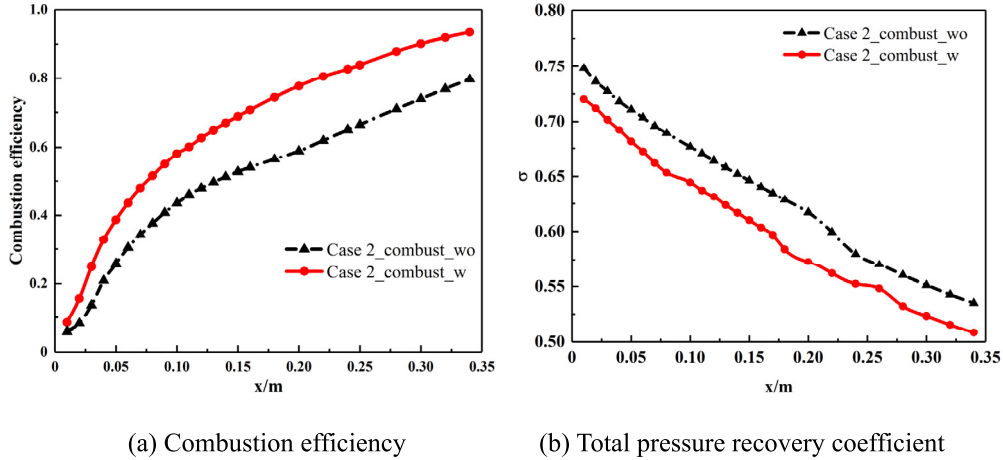 1.0
0.8
0.6
0.4
0.2
0
Combustion efficiency
Case 2_combust_wo
Case 2_combust_w
0 0.05 0.10 0.15 0.20 0.25 0.30 0.35
x/m
(a) Combustion efficiency
0.80
0.75
0.70
0.65
0.60
0.55
0.50
σ
Case 2_combust_wo
Case 2_combust_w
0 0.05 0.10 0.15 0.20 0.25 0.30 0.35
x/m
(b) Total pressure recovery coefficient